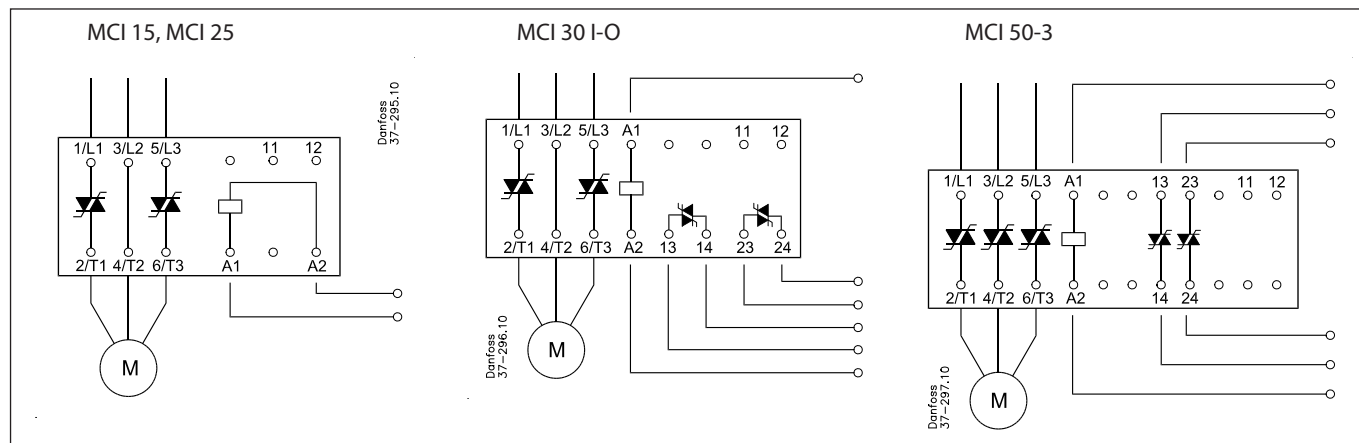 MCI 15, MCI 25
Danfoss
37-295.10
1/L1 3/L2 5/L3 11 12
2/T1 4/T2 6/T3 A1 A2
M
MCI 30 I-O
1/L1 3/L2 5/L3 A1 11 12
2/T1 4/T2 6/T3 A2 13 14 23 24
Danfoss
37-296.10
M
MCI 50-3
1/L1 3/L2 5/L3 A1 13 23 11 12
2/T1 4/T2 6/T3 A2 14 24
Danfoss
37-297.10
M